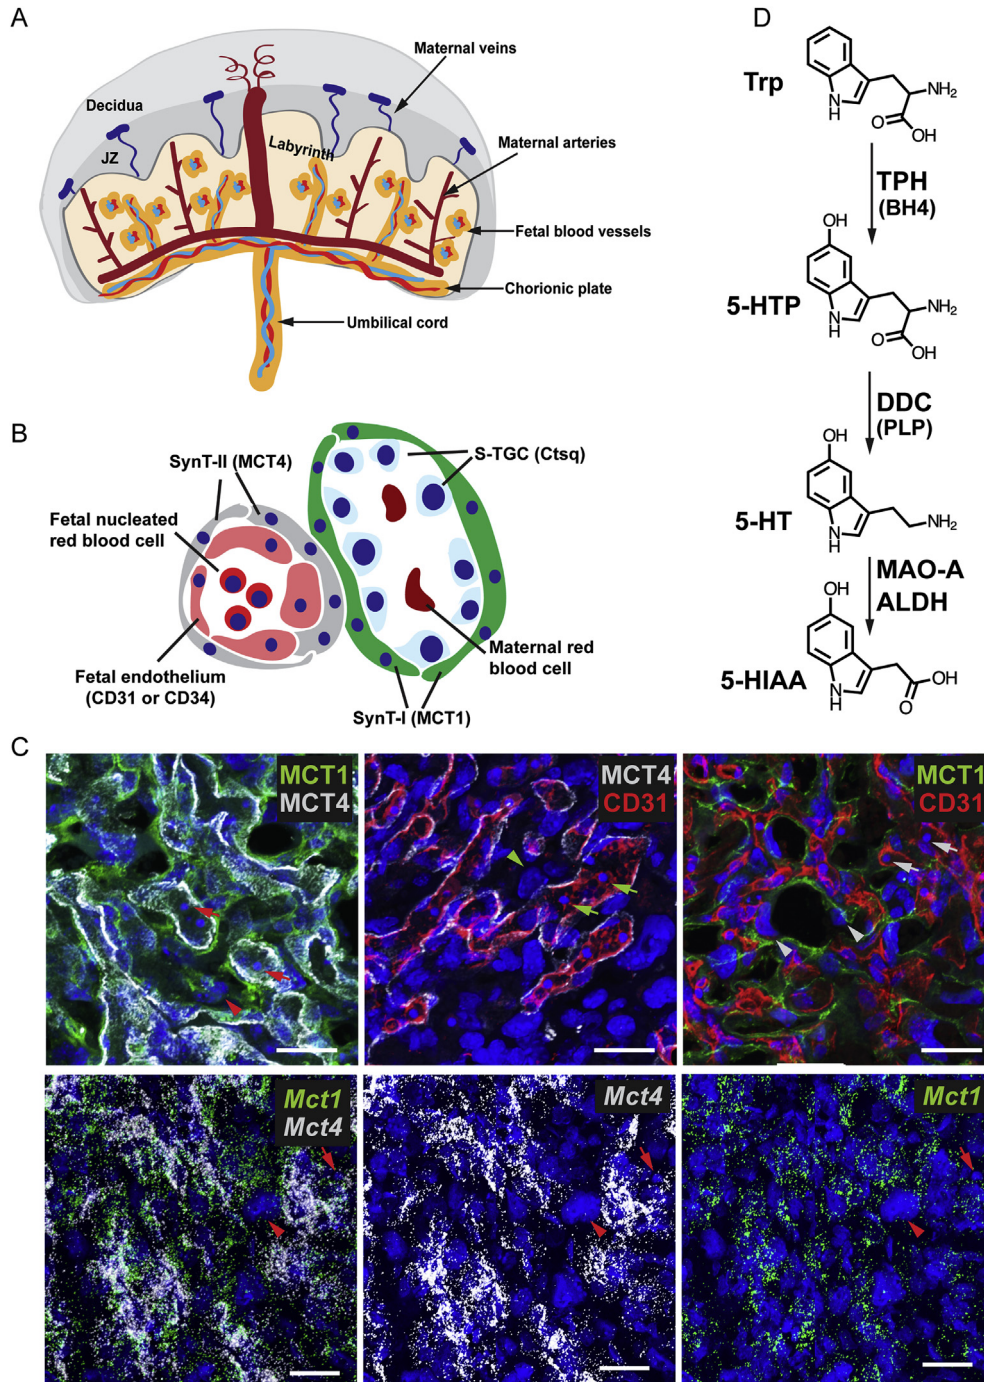 A
Maternal veins
Decidua
JZ
Labyrinth
Maternal arteries
Fetal blood vessels
Chorionic plate
Umbilical cord
B
SynT-II (MCT4)
Fetal nucleated
red blood cell
Fetal endothelium
(CD31 or CD34)
S-TGC (Ctsq)
Maternal red
blood cell
SynT-I (MCT1)
C
MCT1
MCT4
MCT4
CD31
MCT1
CD31
Mct1
Mct4
Mct4
Mct1
D
Trp
N
H
NH2
O
OH
TPH
(BH4)
OH
5-HTP
N
H
NH2
O
OH
DDC
(PLP)
OH
5-HT
N
H
NH2
MAO-A
ALDH
OH
5-HIAA
N
H
OH
O